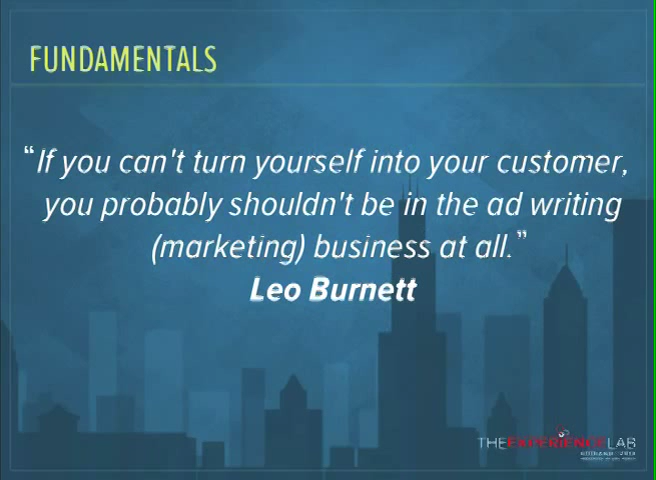 FUNDAMENTALS
“If you can't turn yourself into your customer,
you probably shouldn't be in the ad writing
(marketing) business at all.”
Leo Burnett
THEEXPERIENCELAB